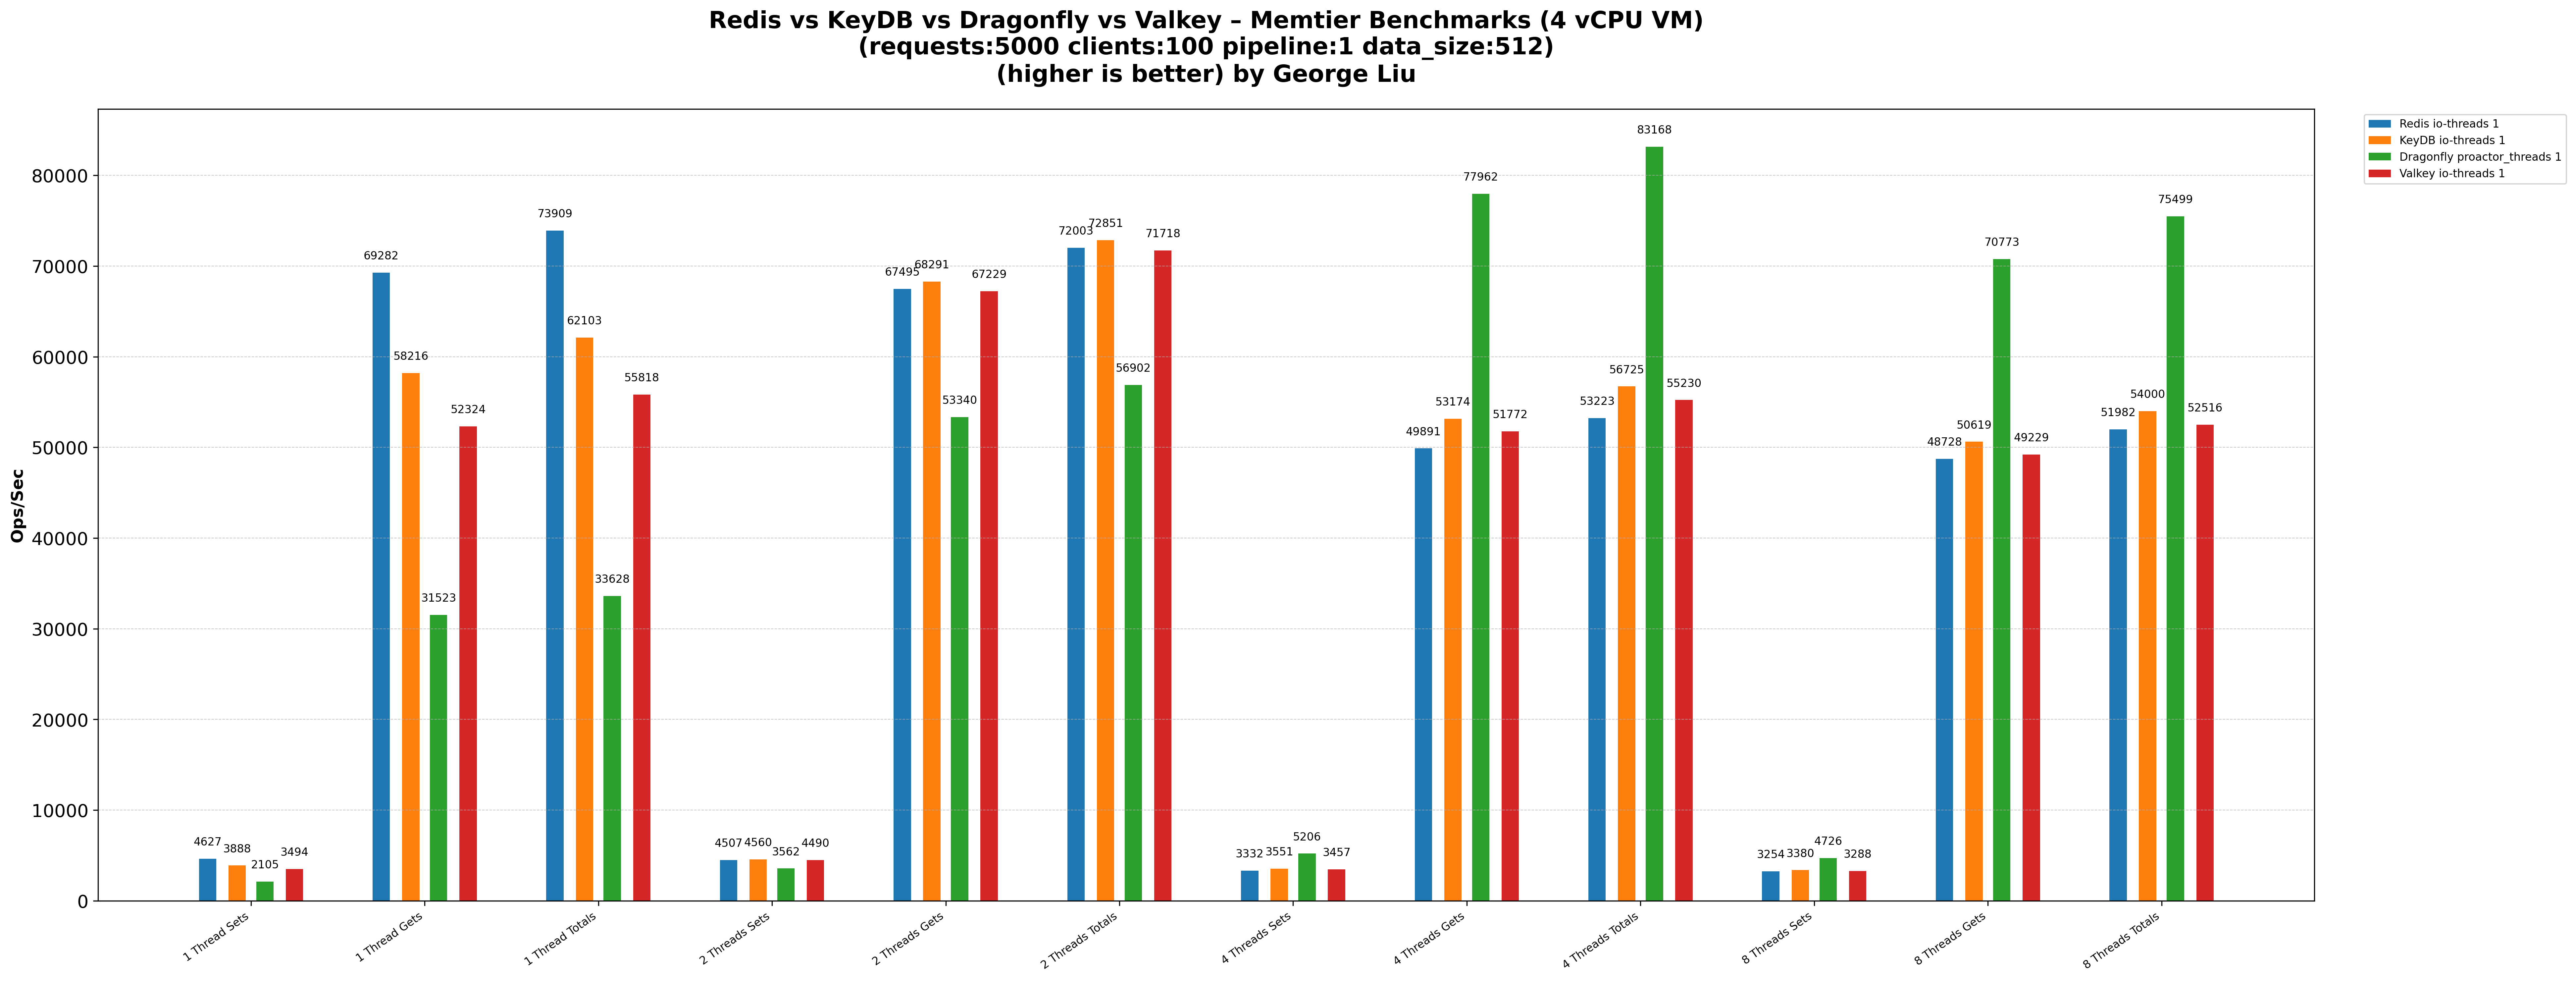 Redis vs KeyDB vs Dragonfly vs Valkey – Memtier Benchmarks (4 vCPU VM)
(requests:5000 clients:100 pipeline:1 data_size:512)
(higher is better) by George Liu
Redis io-threads 1
KeyDB io-threads 1
Dragonfly proactor_threads 1
Valkey io-threads 1
Ops/Sec
80000
70000
60000
50000
40000
30000
20000
10000
0
4627 3888 2105 3494
69282 58216 31523 52324
73909 62103 33628 55818
4507 4560 3562 4490
67495 68291 53340 67229
72003 72851 56902 71718
3332 3551 5206 3457
49891 53174 77962 51772
53223 56725 83168 55230
3254 3380 4726 3288
48728 50619 70773 49229
51982 54000 75499 52516
1 Thread Sets
1 Thread Gets
1 Thread Totals
2 Threads Sets
2 Threads Gets
2 Threads Totals
4 Threads Sets
4 Threads Gets
4 Threads Totals
8 Threads Sets
8 Threads Gets
8 Threads Totals